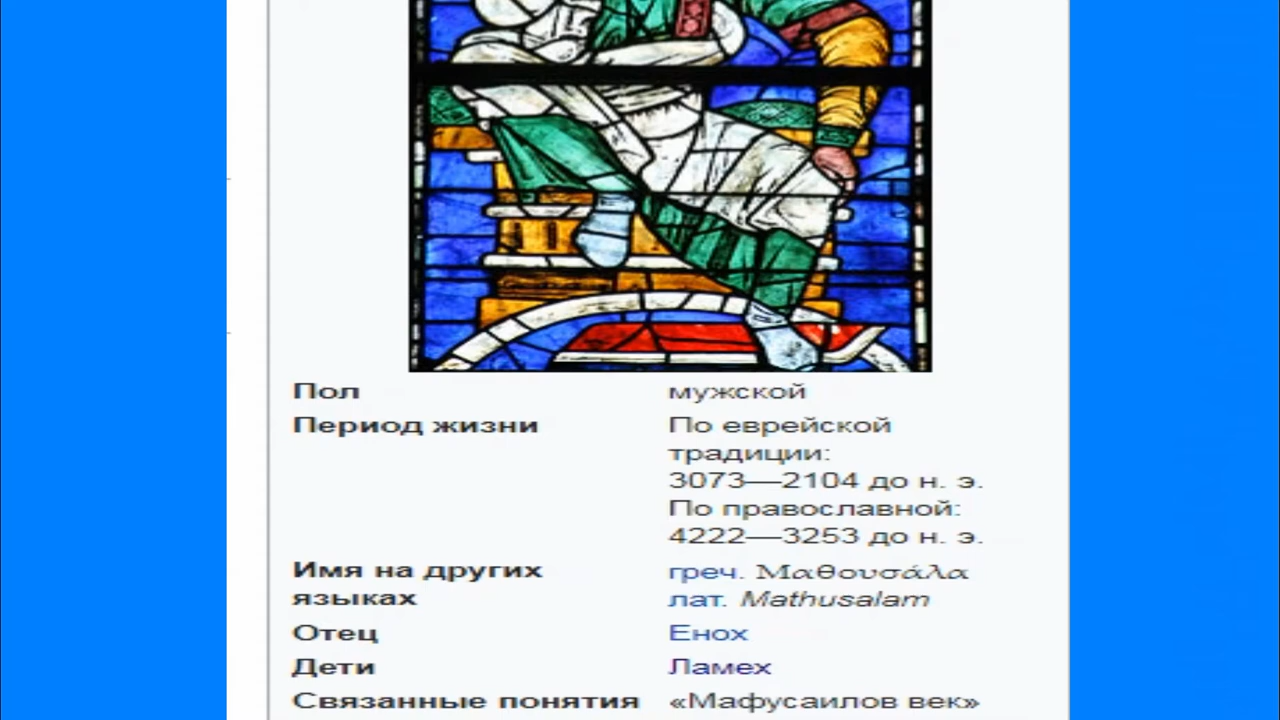 Пол мужской
Период жизни По еврейской
традиции:
3073—2104 до н. э.
По православной:
4222—3253 до н. э.
Имя на других греч. Μαθουσάλα
языках лат. Mathusalam
Отец Енох
Дети Ламех
Связанные понятия «Мафусаилов век»